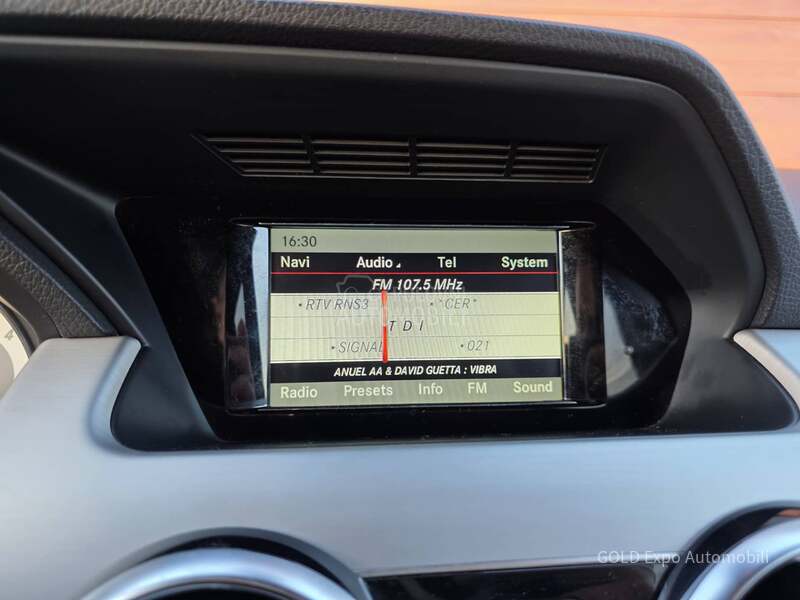 16:30
Navi Audio Tel System
FM 107.5 MHz
•RTV RNS3 •*CER*
TDI
•SIGNAL •021
ANUEL AA & DAVID GUETTA : VIBRA
Radio Presets Info FM Sound
GOLD Expo Automobili